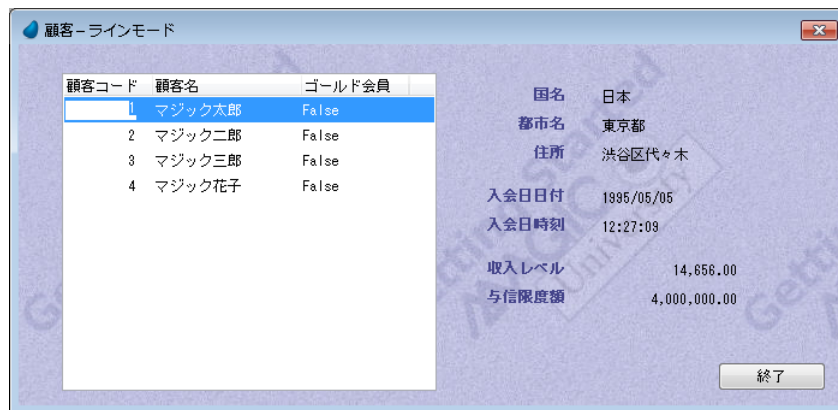 顧客－ラインモード
顧客コード 顧客名 ゴールド会員
1 マジック太郎 False
2 マジック二郎 False
3 マジック三郎 False
4 マジック花子 False
国名 日本
都市名 東京都
住所 渋谷区代々木
入会日日付 1995/05/05
入会日時刻 12:27:09
収入レベル 14,656.00
与信限度額 4,000,000.00
終了
Getting Started
University